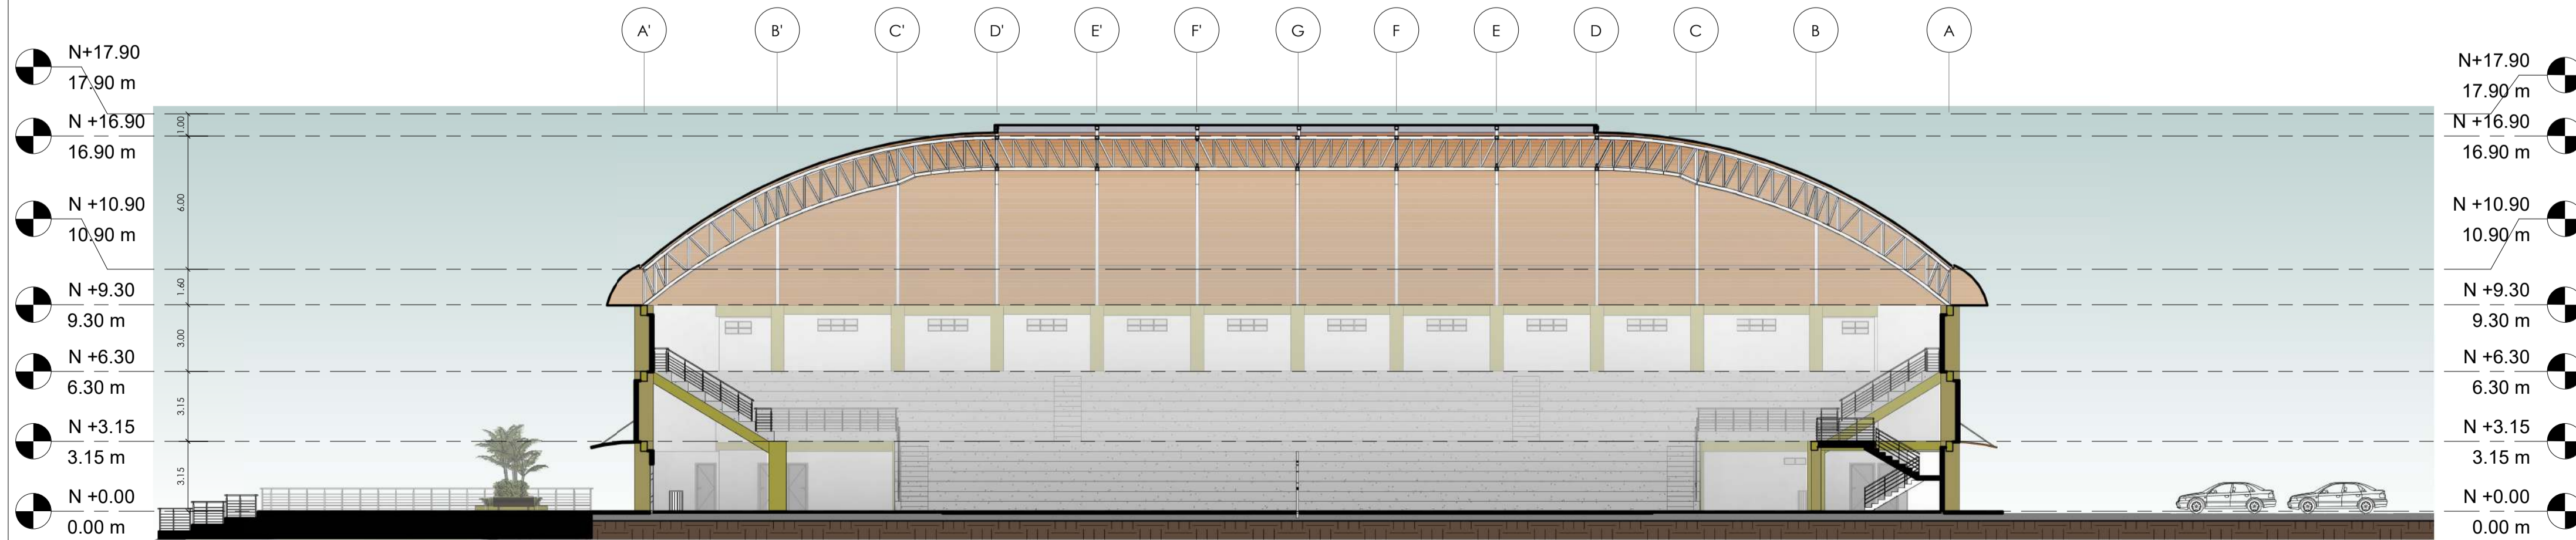 A'
B'
C'
D'
E'
F'
G
F
E
D
C
B
A
N+17.90
17.90 m
N +16.90
16.90 m
N +10.90
10.90 m
N +9.30
9.30 m
N +6.30
6.30 m
N +3.15
3.15 m
N +0.00
0.00 m
1.00
6.00
1.60
3.00
3.15
3.15
N+17.90
17.90 m
N +16.90
16.90 m
N +10.90
10.90 m
N +9.30
9.30 m
N +6.30
6.30 m
N +3.15
3.15 m
N +0.00
0.00 m